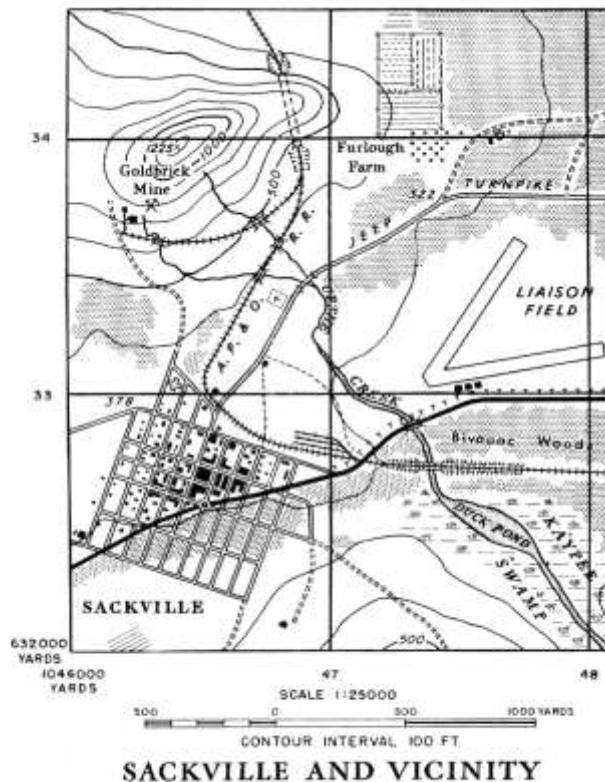 34
1225
1000
Goldbrick
Mine
500
Furlough
Farm
522
TURNPIKE
JEEP
A.P. & O. R.R.
LIAISON
FIELD
CREEK
33
378
Bivouac Woods
DUCK POND
KAYPEE
SWAMP
SACKVILLE
500
632000
YARDS
1046000
YARDS
47
48
SCALE 1:25000
500
0
500
1000 YARDS
CONTOUR INTERVAL 100 FT.
SACKVILLE AND VICINITY